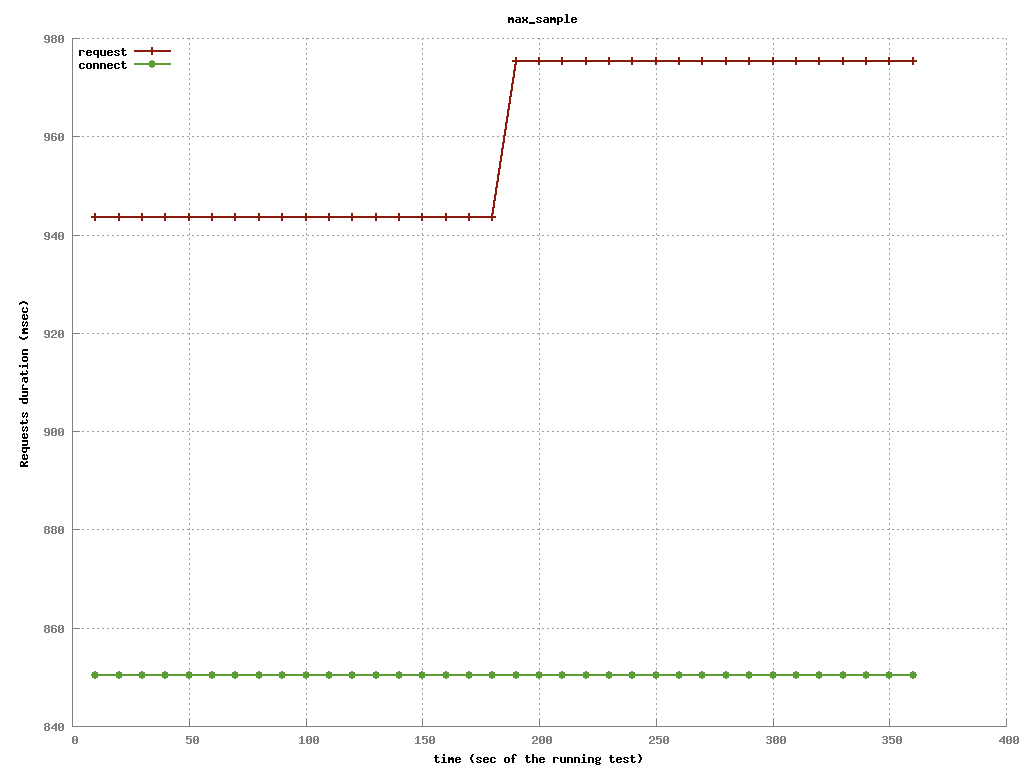 max_sample
980
request
connect
960
940
920
900
880
860
840
Requests duration (msec)
0 50 100 150 200 250 300 350 400
time (sec of the running test)